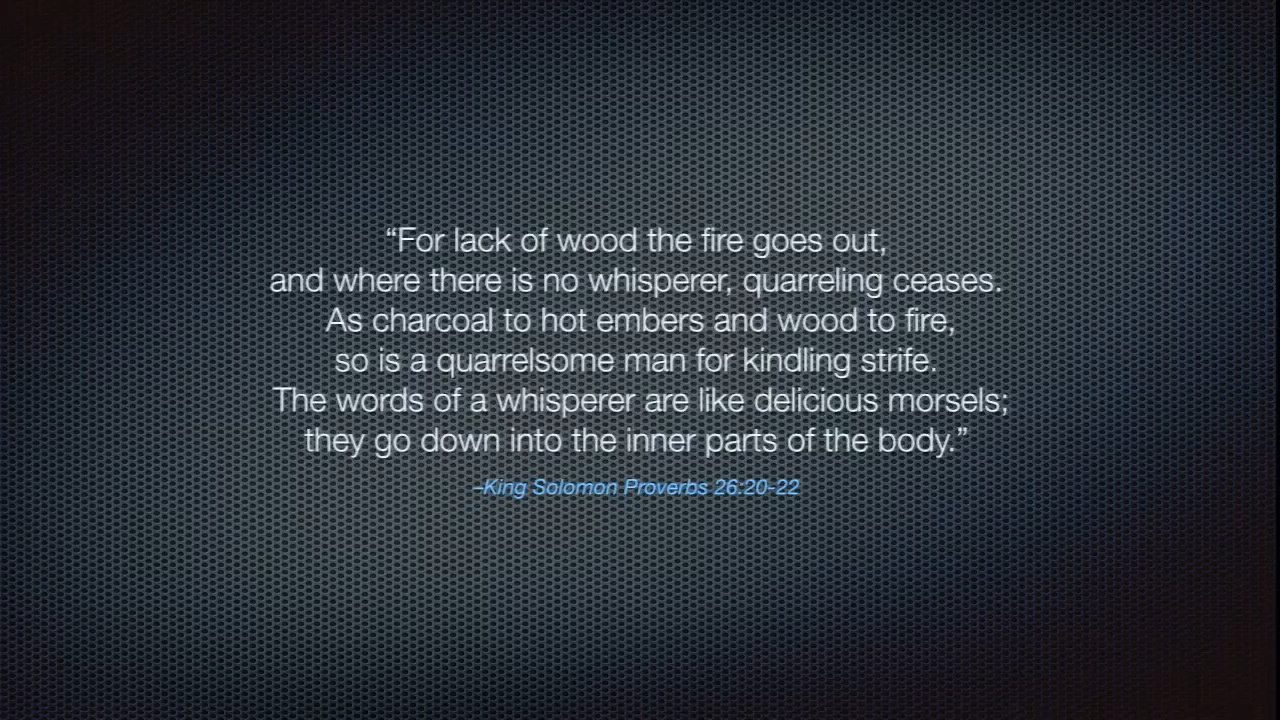 “For lack of wood the fire goes out,
and where there is no whisperer, quarreling ceases.
As charcoal to hot embers and wood to fire,
so is a quarrelsome man for kindling strife.
The words of a whisperer are like delicious morsels;
they go down into the inner parts of the body.”
–King Solomon Proverbs 26:20-22